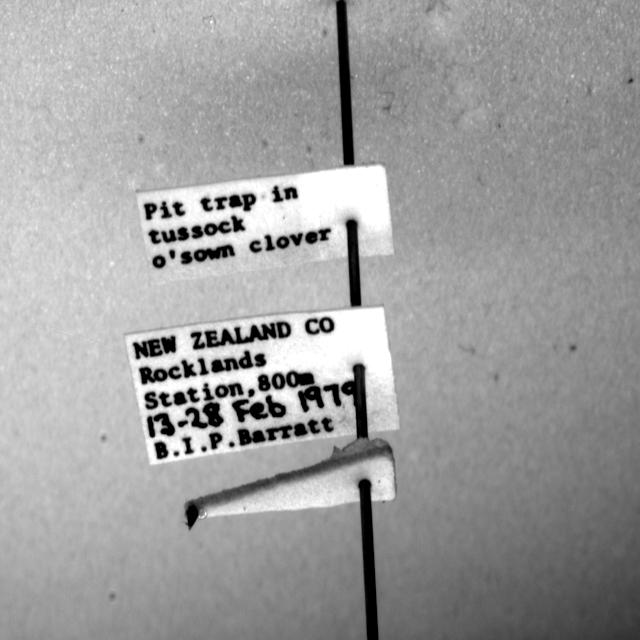 Pit trap in
tussock
o'sown clover
NEW ZEALAND CO
Rocklands
Station, 800m
13-28 Feb 1979
B.I.P.Barratt